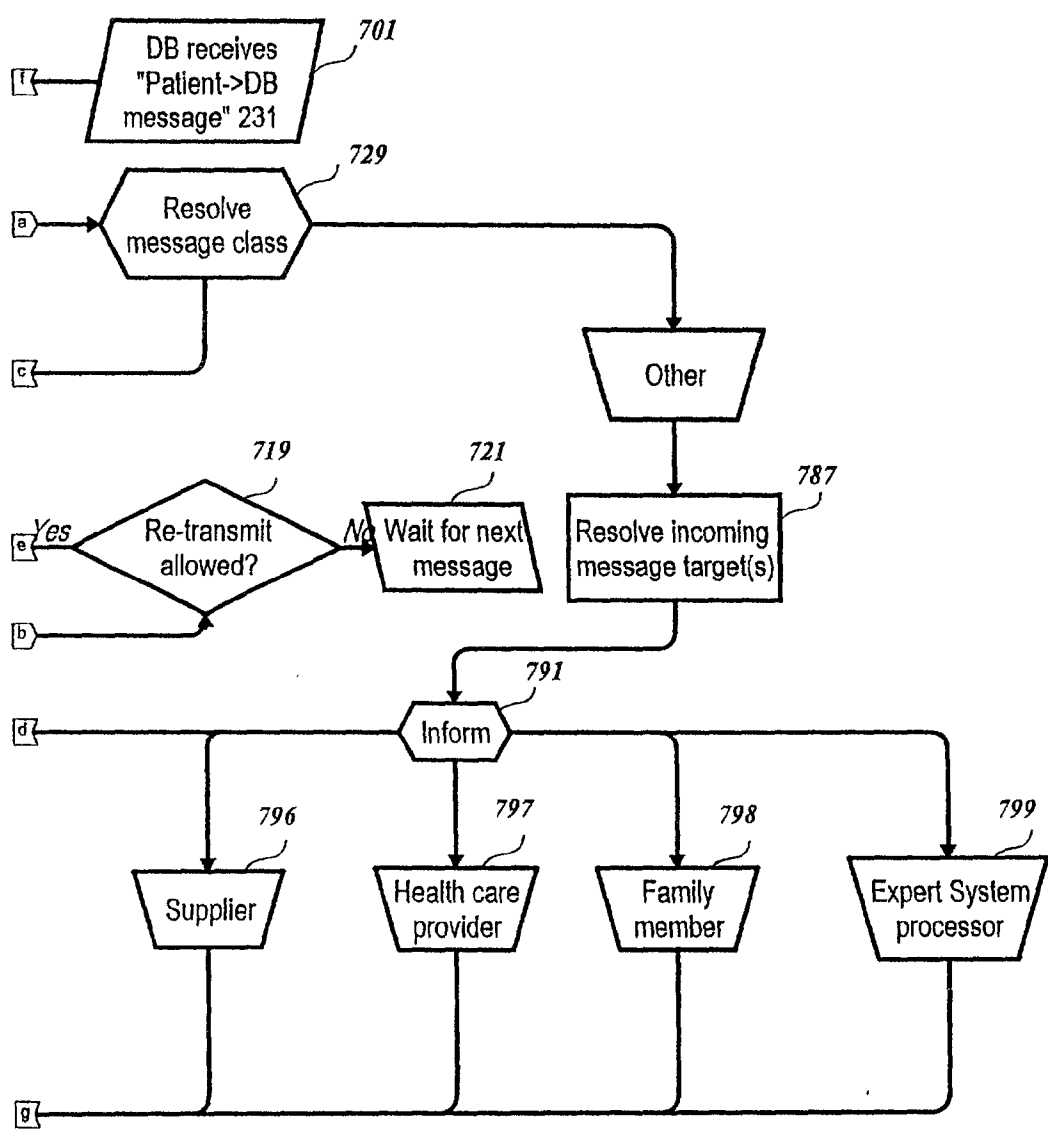 701
DB receives
"Patient->DB
message" 231
f
729
Resolve
message class
a
c
Other
719
721
787
Yes
e
Re-transmit
allowed?
No
Wait for next
message
Resolve incoming
message target(s)
b
791
d
Inform
796
797
798
799
Supplier
Health care
provider
Family
member
Expert System
processor
g